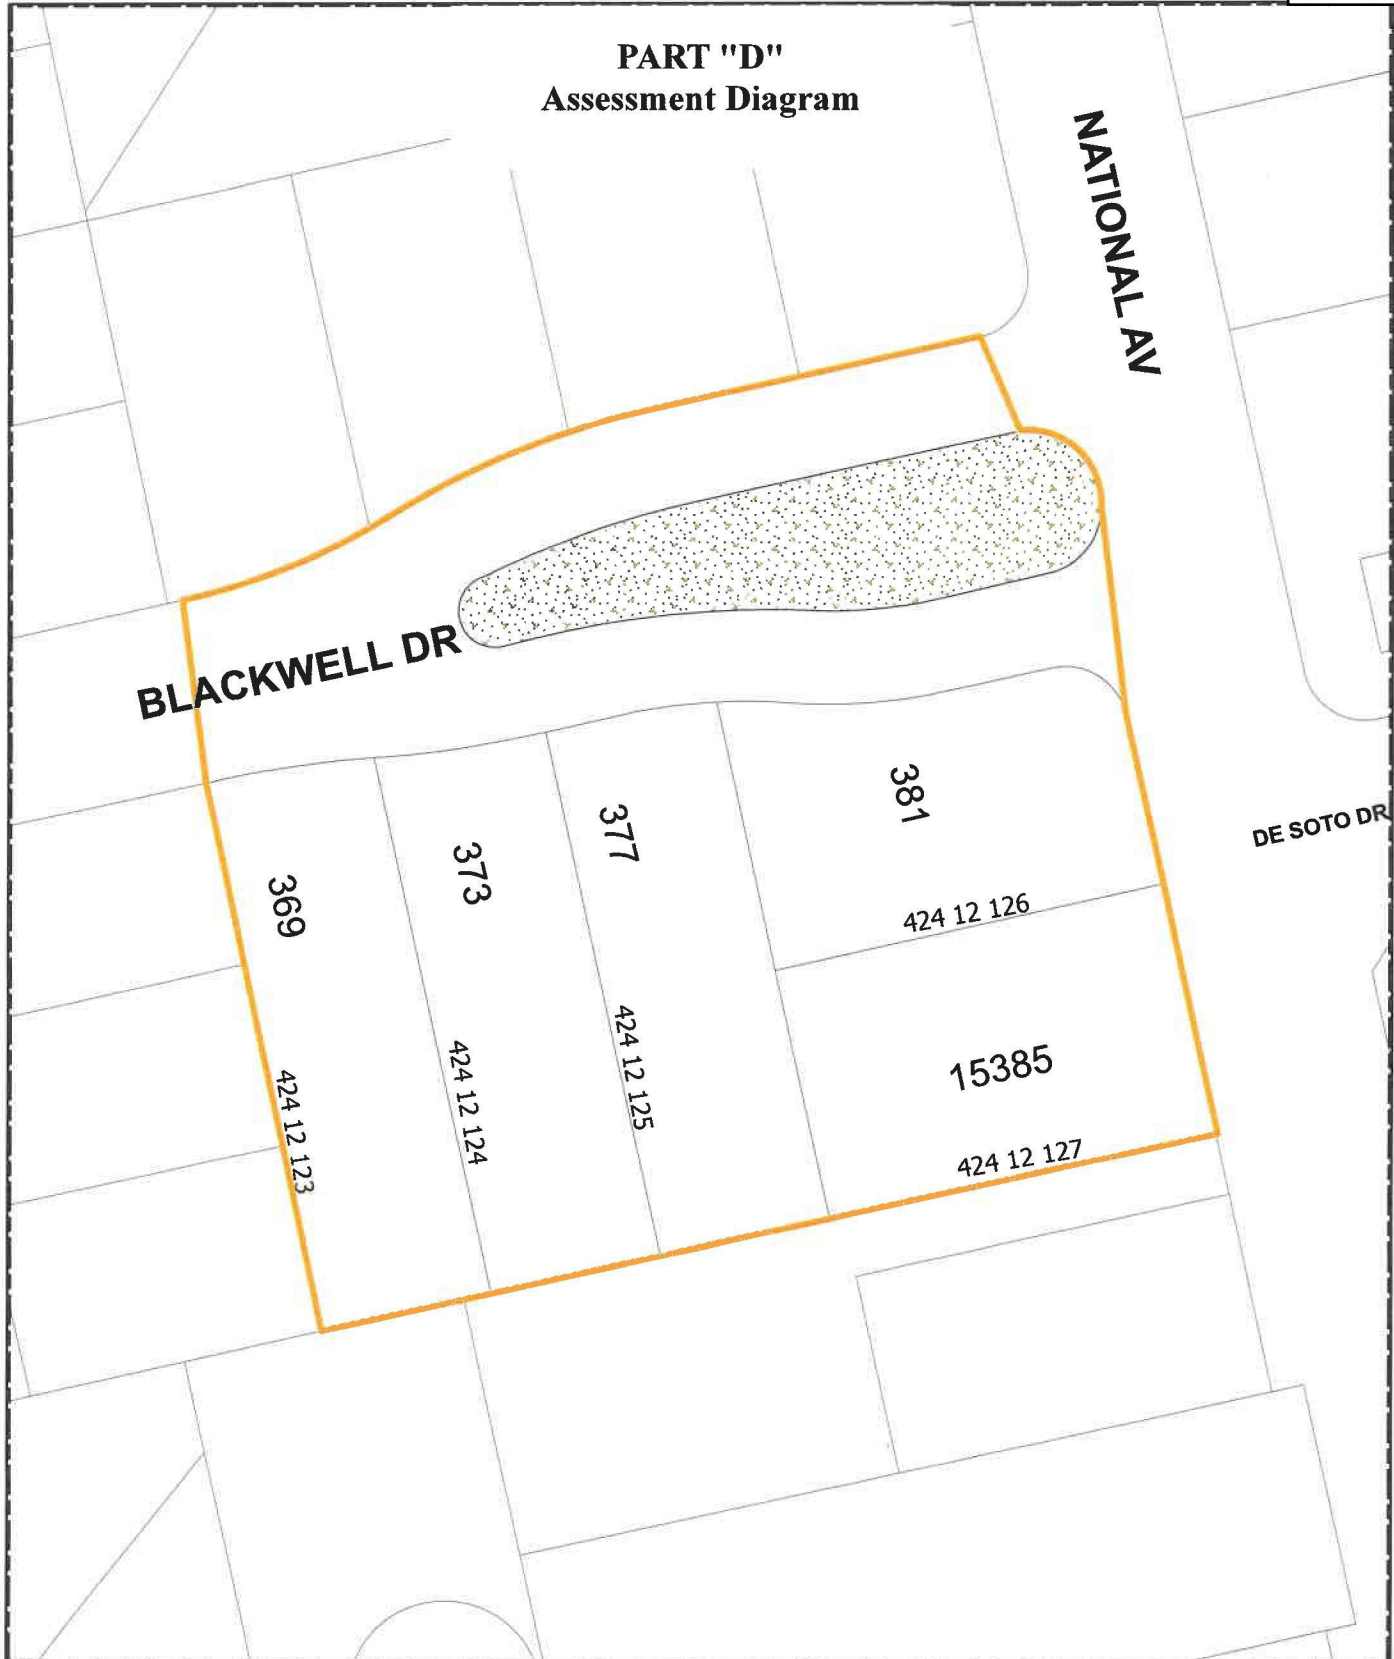 PART "D"
Assessment Diagram
NATIONAL AV
BLACKWELL DR
381
377
DE SOTO DR
373
369
424 12 126
15385
424 12 125
424 12 124
424 12 123
424 12 127